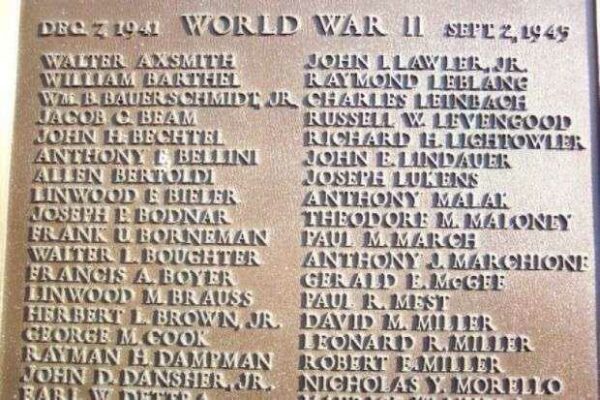 DEC. 7, 1941 WORLD WAR II SEPT. 2, 1945
WALTER AXSMITH
WILLIAM BARTHEL
WM. B. BAUERSCHMIDT, JR.
JACOB C. BEAM
JOHN H. BECHTEL
ANTHONY E. BELLINI
ALLEN BERTOLDI
LINWOOD F. BIELER
JOSEPH P. BODNAR
FRANK U. BORNEMAN
WALTER L. BOUGHTER
FRANCIS A. BOYER
LINWOOD M. BRAUSS
HERBERT L. BROWN, JR.
GEORGE M. COOK
RAYMAN H. DAMPMAN
JOHN D. DANSHER, JR.
EARL W.
JOHN I. LAWLER, JR.
RAYMOND LEBLANG
CHARLES LEINBACH
RUSSELL W. LEVENGOOD
RICHARD H. LIGHTOWLER
JOHN E. LINDAUER
JOSEPH LUKENS
ANTHONY MALAK
THEODORE M. MALONEY
PAUL M. MARCH
ANTHONY J. MARCHIONE
GERALD E. McGEE
PAUL R. MEST
DAVID M. MILLER
LEONARD R. MILLER
ROBERT F. MILLER
NICHOLAS Y. MORELLO